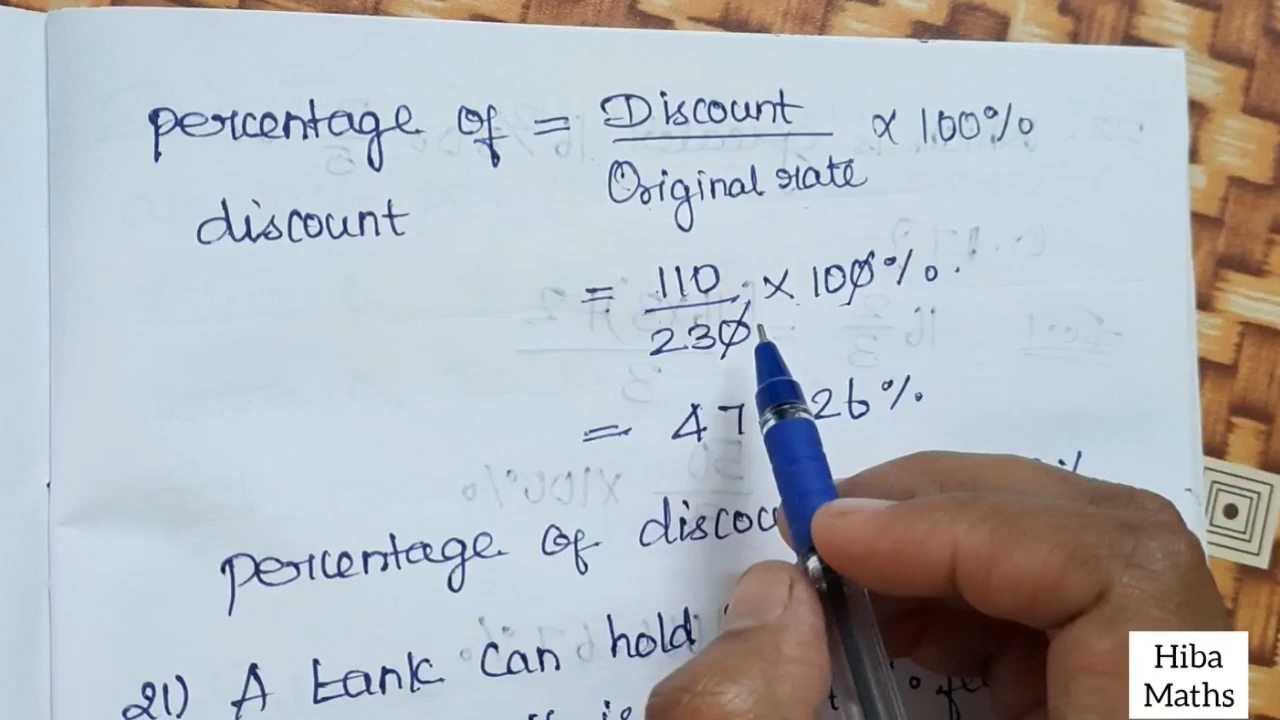 percentage of = Discount / Original rate × 100%
discount
= 110 / 230 × 100%.
= 47 26%
percentage of
21) A tank can hold
Hiba
Maths